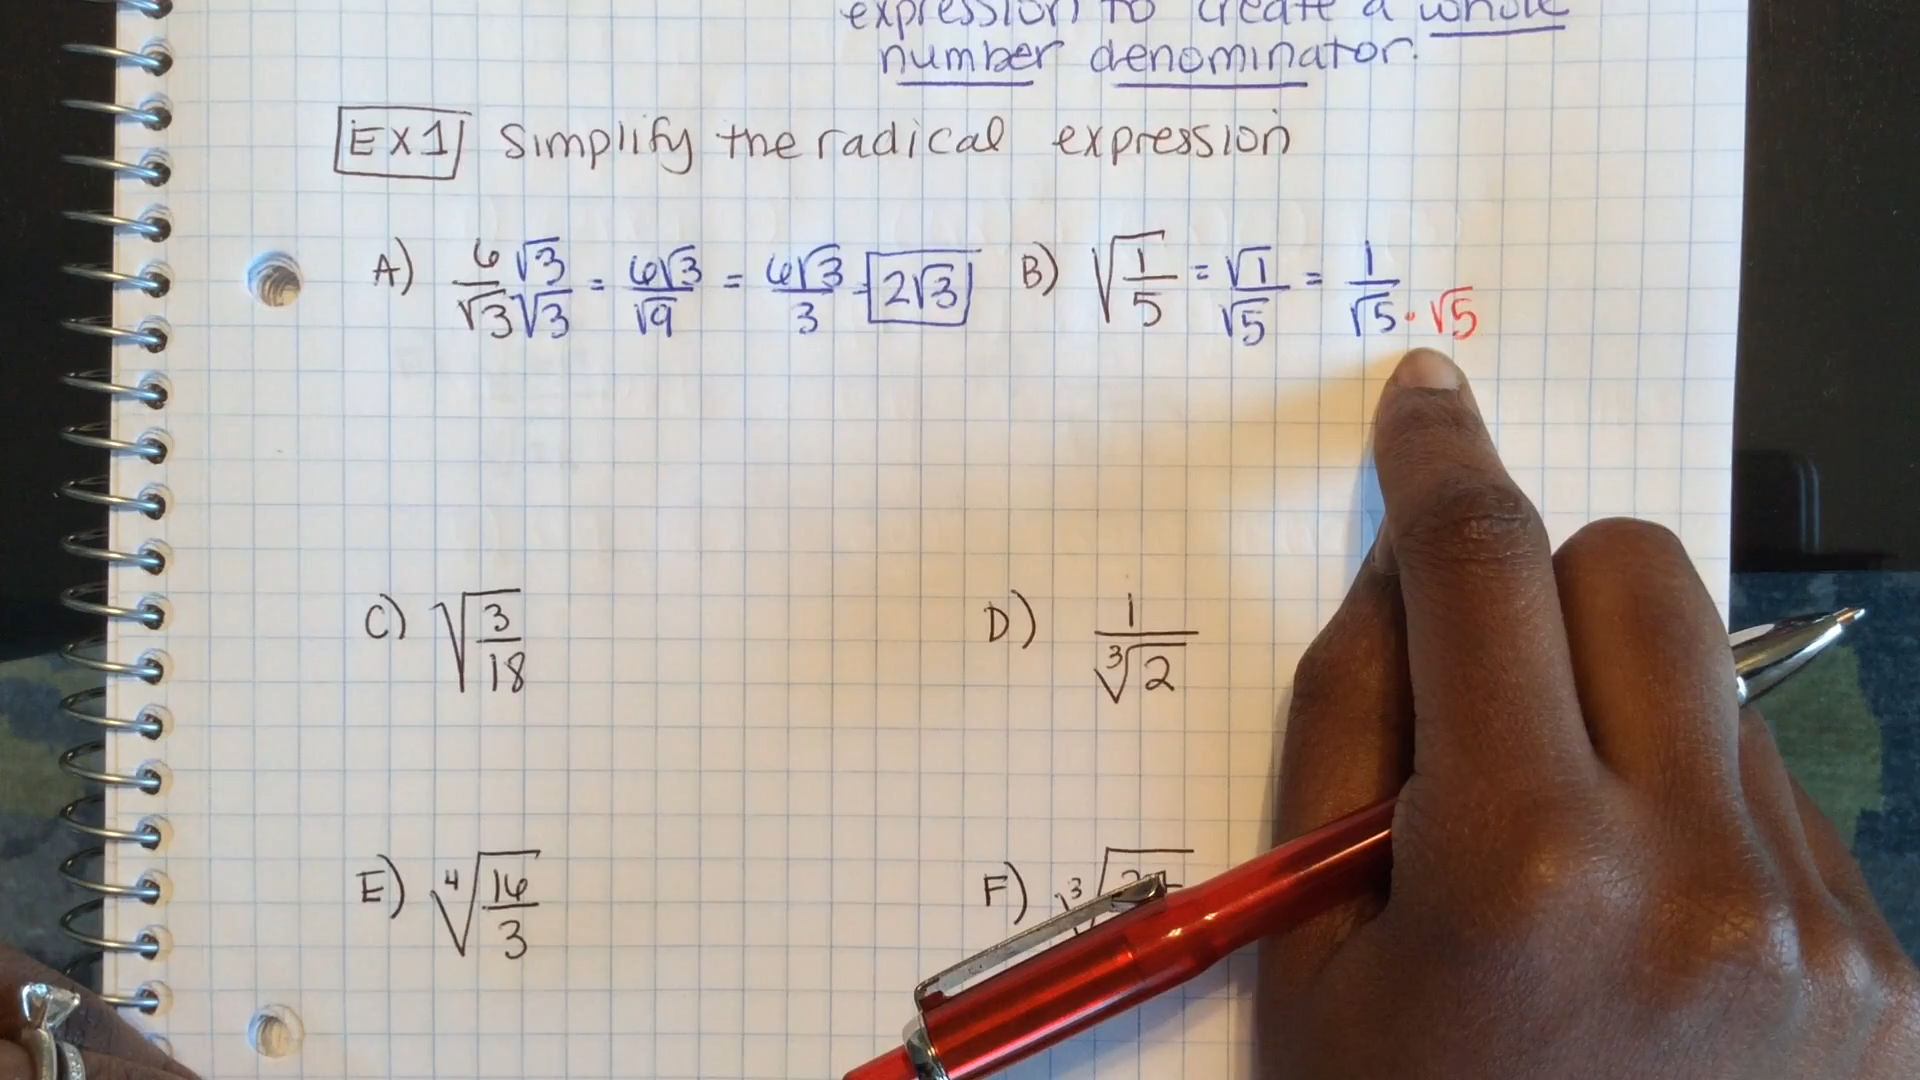 expression to create a whole
number denominator.
EX1 Simplify the radical expression
A) 6/√3 √3/√3 = 6√3/√9 = 6√3/3 = 2√3 B) √(1/5) = √1/√5 = 1/√5 · √5
C) √(3/18) D) 1/∛2
E) ∜(16/3) F) ∛